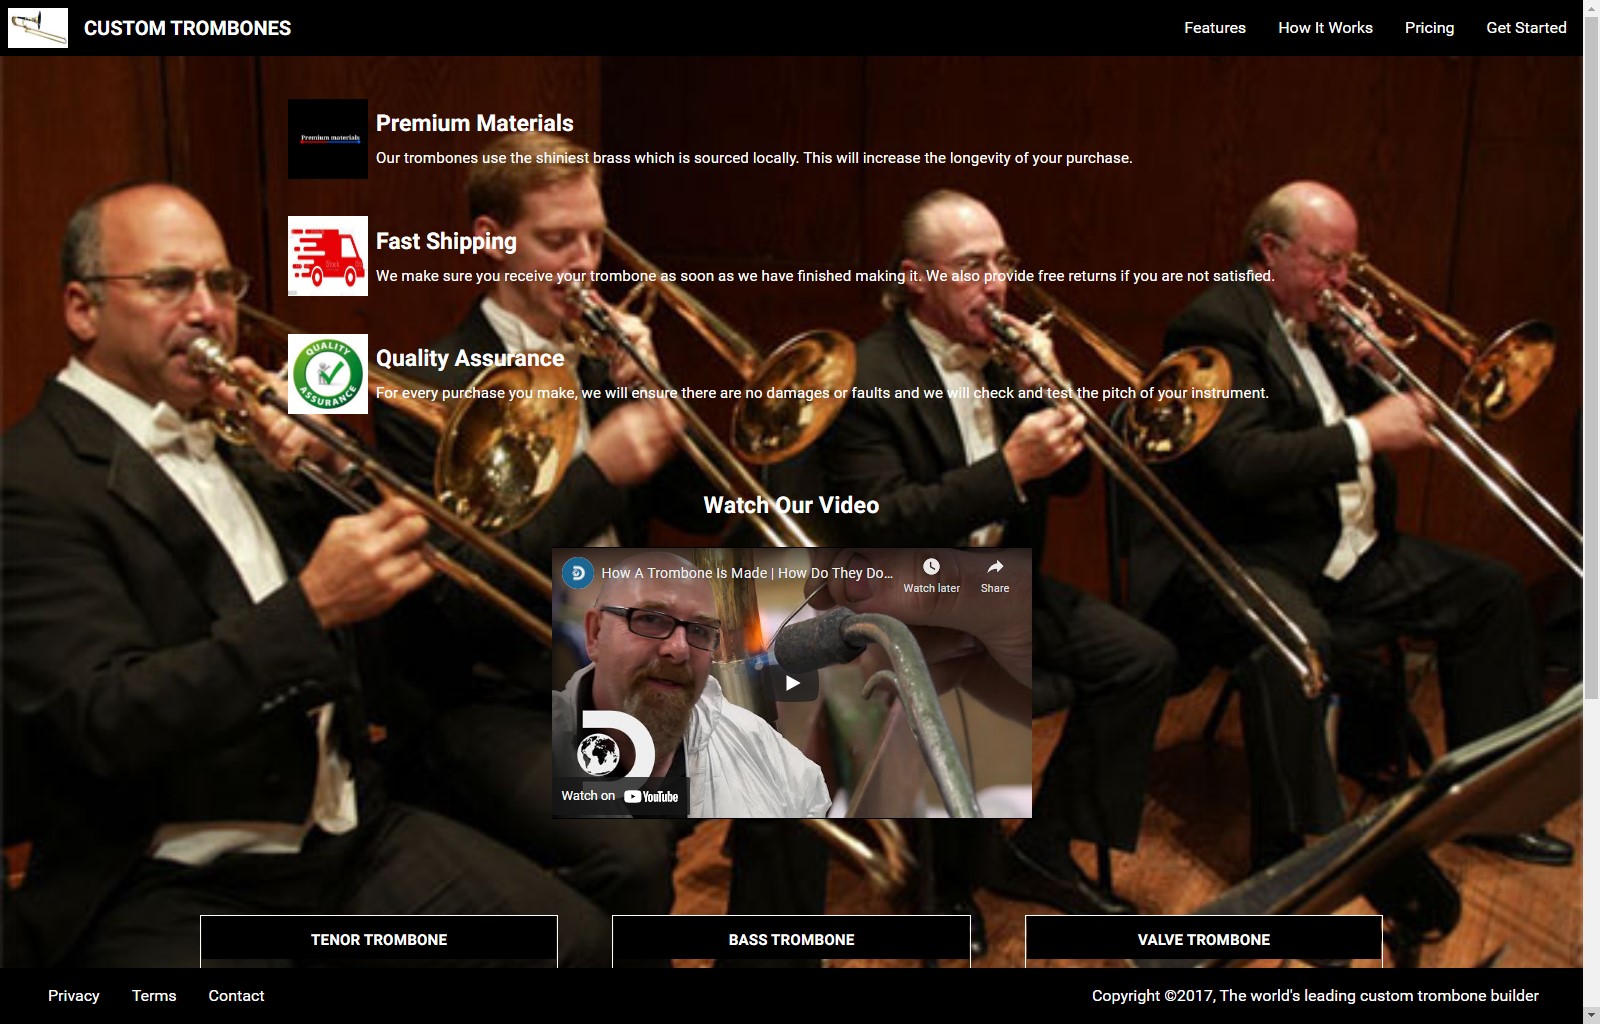 CUSTOM TROMBONES
Features
How It Works
Pricing
Get Started
Premium materials
Premium Materials
Our trombones use the shiniest brass which is sourced locally. This will increase the longevity of your purchase.
Fast Shipping
We make sure you receive your trombone as soon as we have finished making it. We also provide free returns if you are not satisfied.
QUALITY
ASSURANCE
Quality Assurance
For every purchase you make, we will ensure there are no damages or faults and we will check and test the pitch of your instrument.
Watch Our Video
How A Trombone Is Made | How Do They Do...
Watch later
Share
Watch on YouTube
TENOR TROMBONE
BASS TROMBONE
VALVE TROMBONE
Privacy
Terms
Contact
Copyright ©2017, The world's leading custom trombone builder